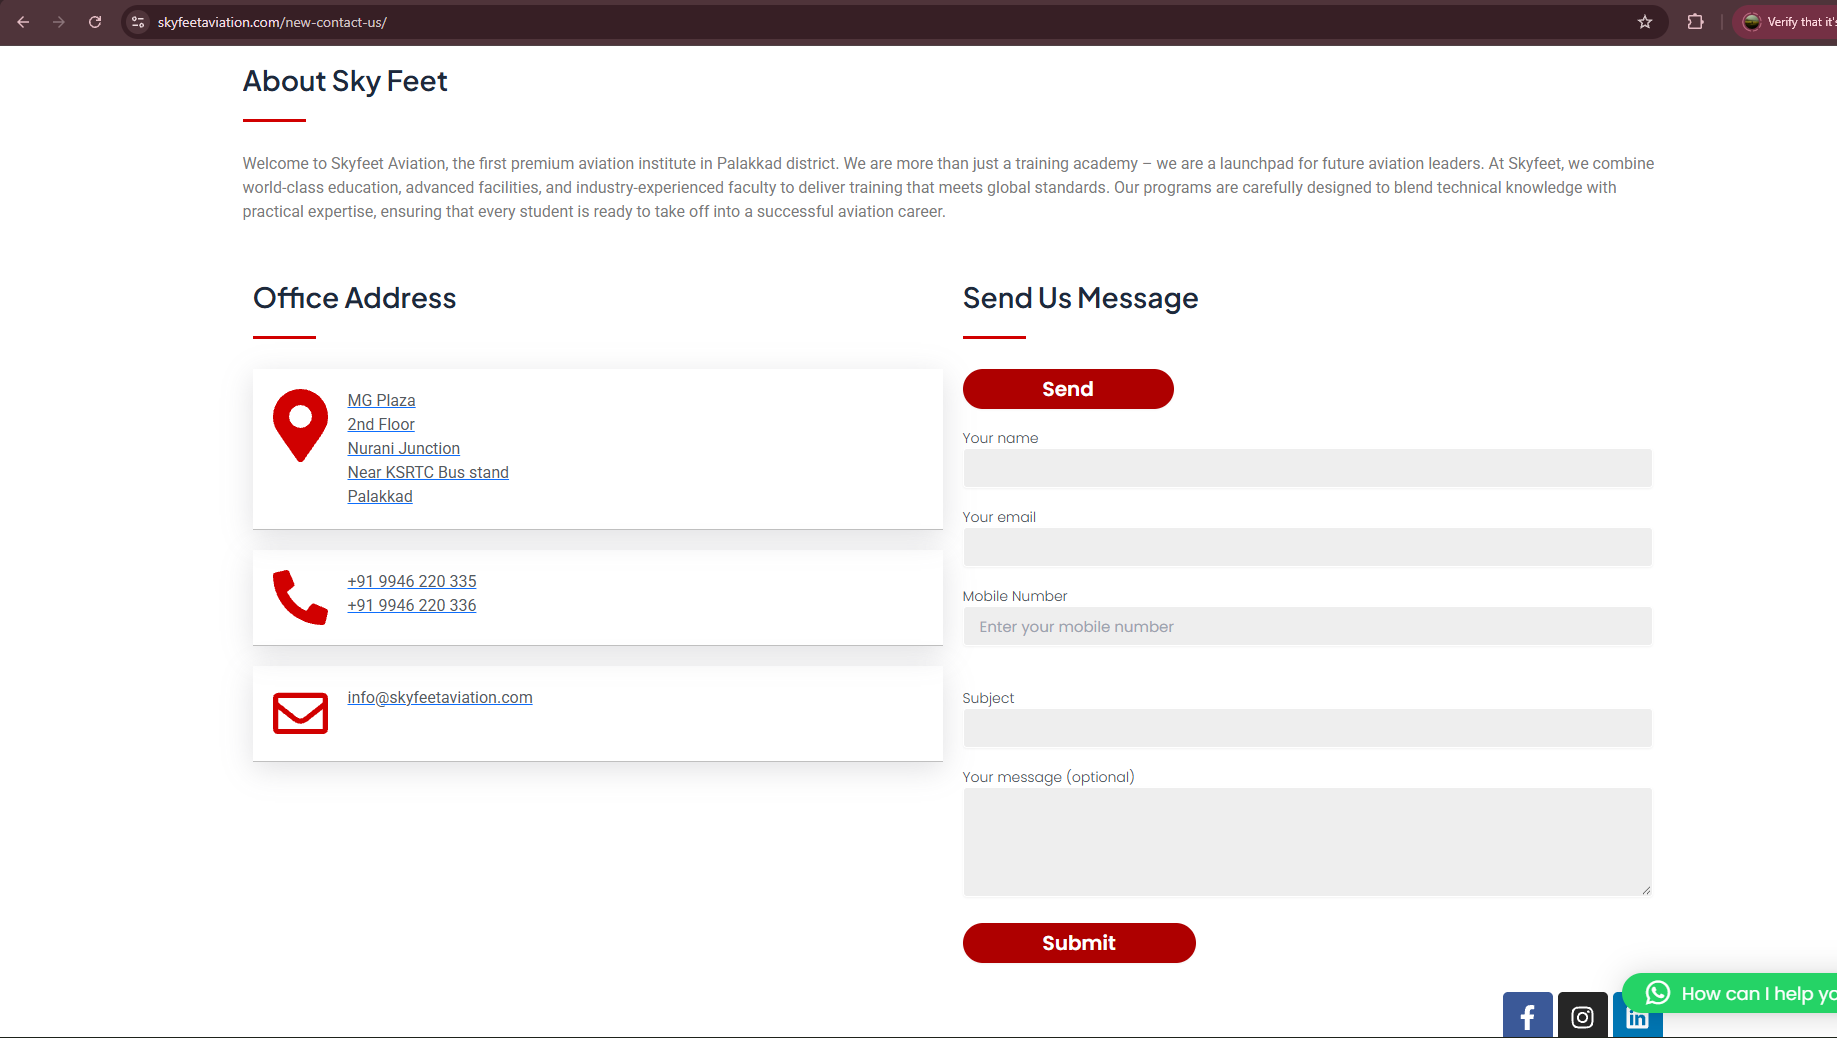 skyfeetaviation.com/new-contact-us/
Verify that it's
About Sky Feet
Welcome to Skyfeet Aviation, the first premium aviation institute in Palakkad district. We are more than just a training academy – we are a launchpad for future aviation leaders. At Skyfeet, we combine
world-class education, advanced facilities, and industry-experienced faculty to deliver training that meets global standards. Our programs are carefully designed to blend technical knowledge with
practical expertise, ensuring that every student is ready to take off into a successful aviation career.
Office Address
MG Plaza
2nd Floor
Nurani Junction
Near KSRTC Bus stand
Palakkad
+91 9946 220 335
+91 9946 220 336
info@skyfeetaviation.com
Send Us Message
Send
Your name
Your email
Mobile Number
Enter your mobile number
Subject
Your message (optional)
Submit
How can I help yo